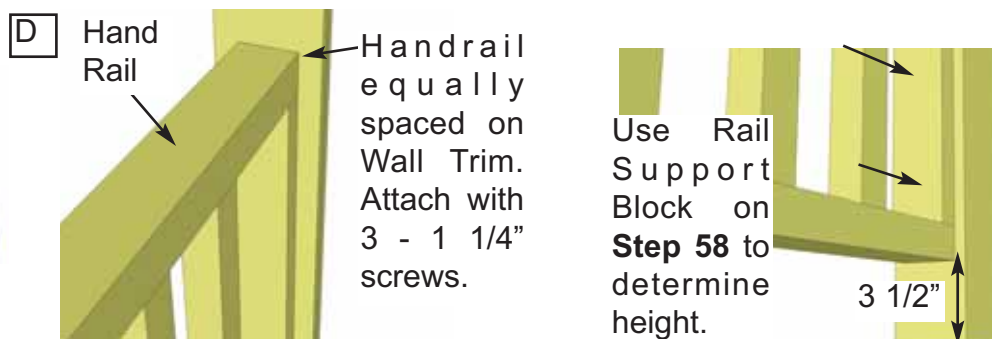 D
Hand
Rail
Handrail
equally
spaced on
Wall Trim.
Attach with
3 - 1 1/4”
screws.
Use Rail
Support
Block on
Step 58 to
determine
height.
3 1/2”